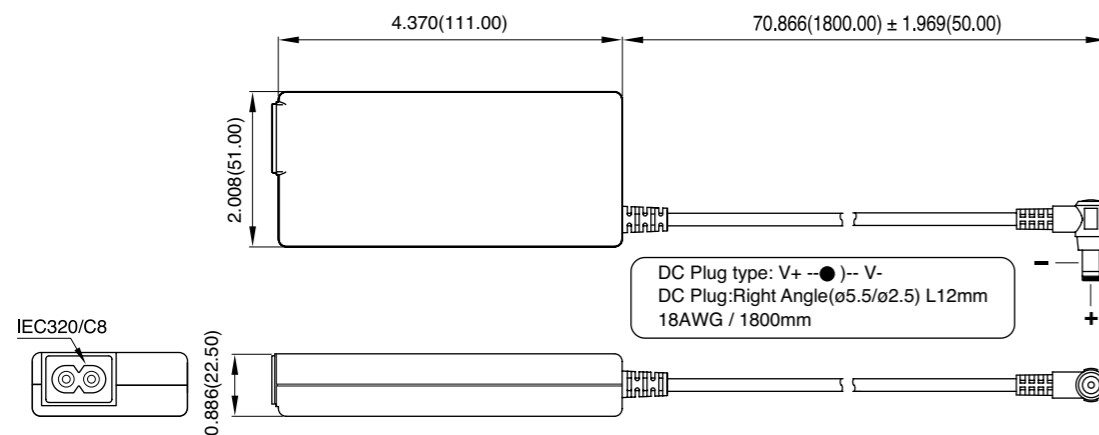 4.370(111.00)
70.866(1800.00) ± 1.969(50.00)
2.008(51.00)
−
+
DC Plug type: V+ --● )-- V-
DC Plug:Right Angle(ø5.5/ø2.5) L12mm
18AWG / 1800mm
IEC320/C8
0.886(22.50)